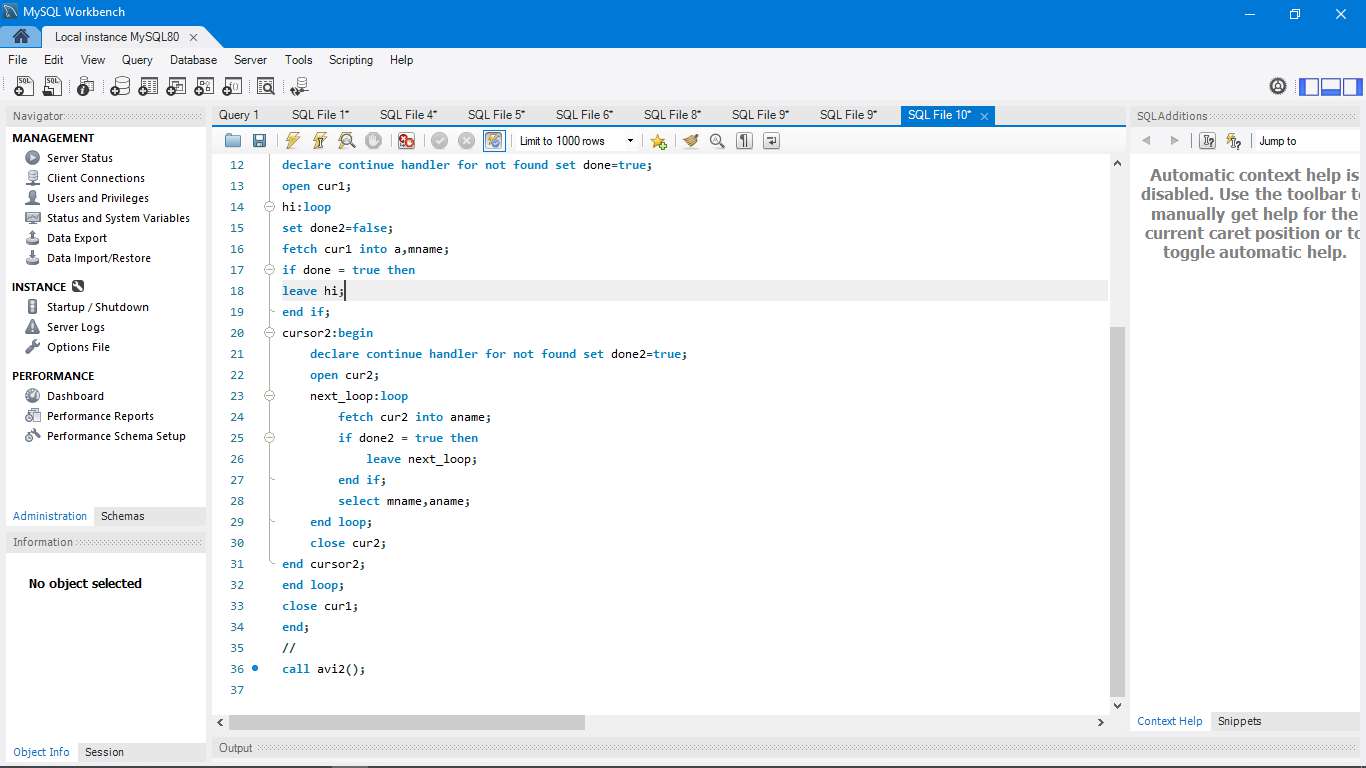 MySQL Workbench
Local instance MySQL80
File Edit View Query Database Server Tools Scripting Help
Navigator
MANAGEMENT
Server Status
Client Connections
Users and Privileges
Status and System Variables
Data Export
Data Import/Restore
INSTANCE
Startup / Shutdown
Server Logs
Options File
PERFORMANCE
Dashboard
Performance Reports
Performance Schema Setup
Administration Schemas
Information
No object selected
Object Info Session
Query 1 SQL File 1* SQL File 4* SQL File 5* SQL File 6* SQL File 8* SQL File 9* SQL File 9* SQL File 10*
Limit to 1000 rows
12 declare continue handler for not found set done=true;
13 open cur1;
14 hi:loop
15 set done2=false;
16 fetch cur1 into a,mname;
17 if done = true then
18 leave hi;
19 end if;
20 cursor2:begin
21 declare continue handler for not found set done2=true;
22 open cur2;
23 next_loop:loop
24 fetch cur2 into aname;
25 if done2 = true then
26 leave next_loop;
27 end if;
28 select mname,aname;
29 end loop;
30 close cur2;
31 end cursor2;
32 end loop;
33 close cur1;
34 end;
35 //
36 call avi2();
37
Output
SQLAdditions
Jump to
Automatic context help is
disabled. Use the toolbar to
manually get help for the
current caret position or to
toggle automatic help.
Context Help Snippets